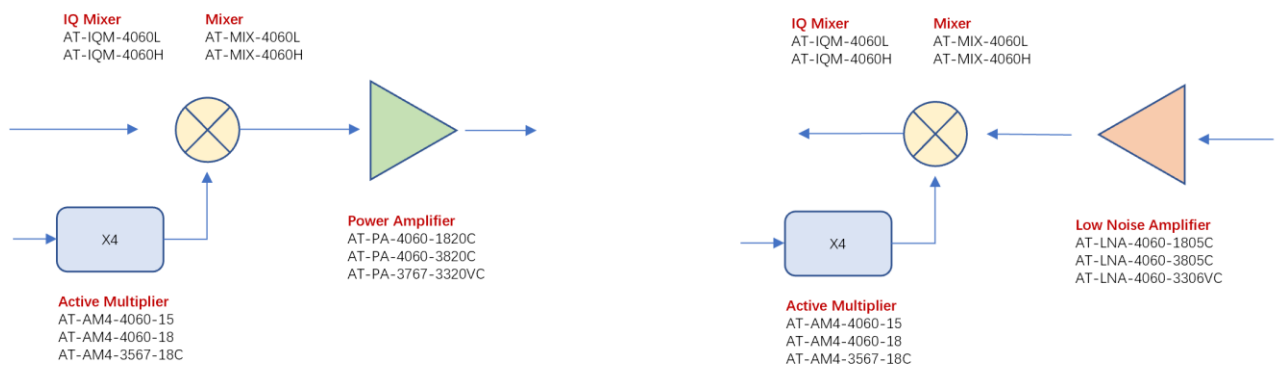 IQ Mixer
AT-IQM-4060L
AT-IQM-4060H
Mixer
AT-MIX-4060L
AT-MIX-4060H
X4
Power Amplifier
AT-PA-4060-1820C
AT-PA-4060-3820C
AT-PA-3767-3320VC
Active Multiplier
AT-AM4-4060-15
AT-AM4-4060-18
AT-AM4-3567-18C
IQ Mixer
AT-IQM-4060L
AT-IQM-4060H
Mixer
AT-MIX-4060L
AT-MIX-4060H
X4
Low Noise Amplifier
AT-LNA-4060-1805C
AT-LNA-4060-3805C
AT-LNA-4060-3306VC
Active Multiplier
AT-AM4-4060-15
AT-AM4-4060-18
AT-AM4-3567-18C